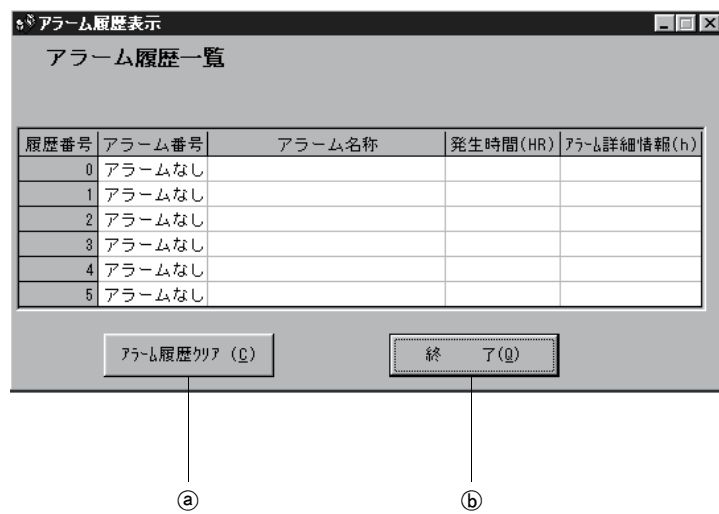 アラーム履歴表示
アラーム履歴一覧
履歴番号 アラーム番号 アラーム名称 発生時間(HR) ｱﾗｰﾑ詳細情報(h)
0 アラームなし
1 アラームなし
2 アラームなし
3 アラームなし
4 アラームなし
5 アラームなし
ｱﾗｰﾑ履歴ｸﾘｱ (C) 終 了(Q)
ⓐ ⓑ